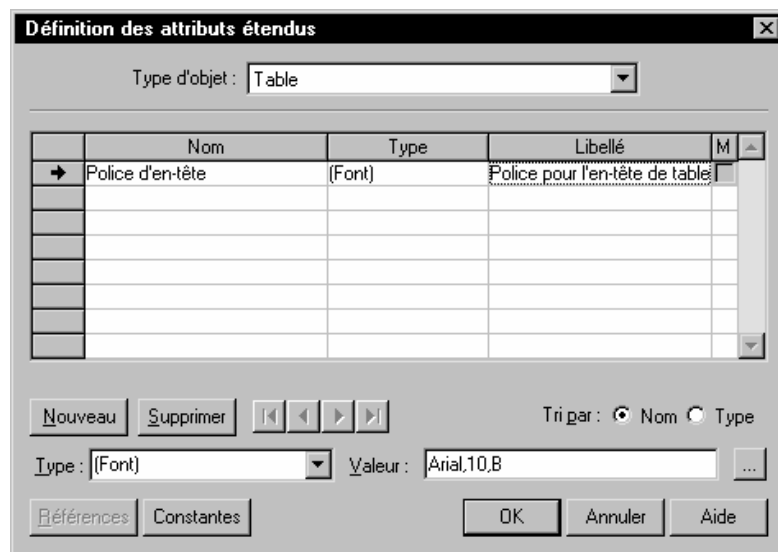 Définition des attributs étendus
Type d'objet : Table
Nom Type Libellé M
Police d'en-tête (Font) Police pour l'en-tête de table
Nouveau Supprimer Tri par : Nom Type
Type : (Font) Valeur : Arial,10,B ...
Références Constantes OK Annuler Aide